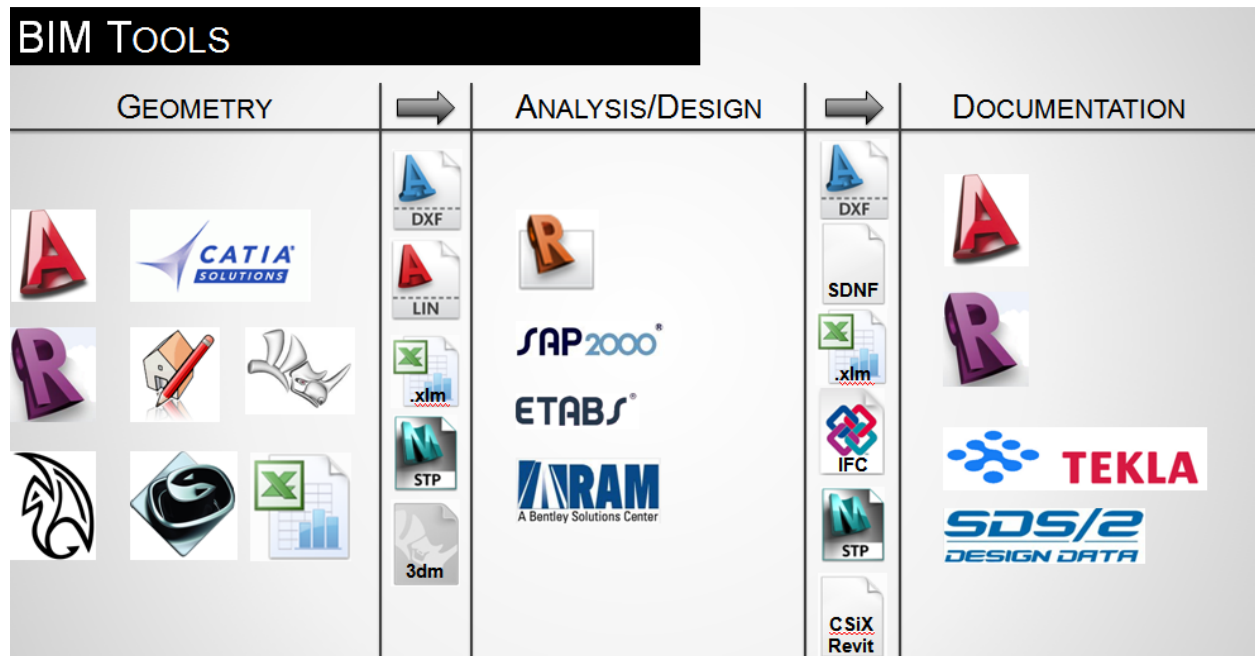 BIM TOOLS
GEOMETRY
ANALYSIS/DESIGN
DOCUMENTATION
CATIA
SOLUTIONS
DXF
LIN
.xlm
STP
3dm
SAP2000®
ETABS®
RAM
A Bentley Solutions Center
DXF
SDNF
.xlm
IFC
STP
CSiX
Revit
TEKLA
SDS/2
DESIGN DATA